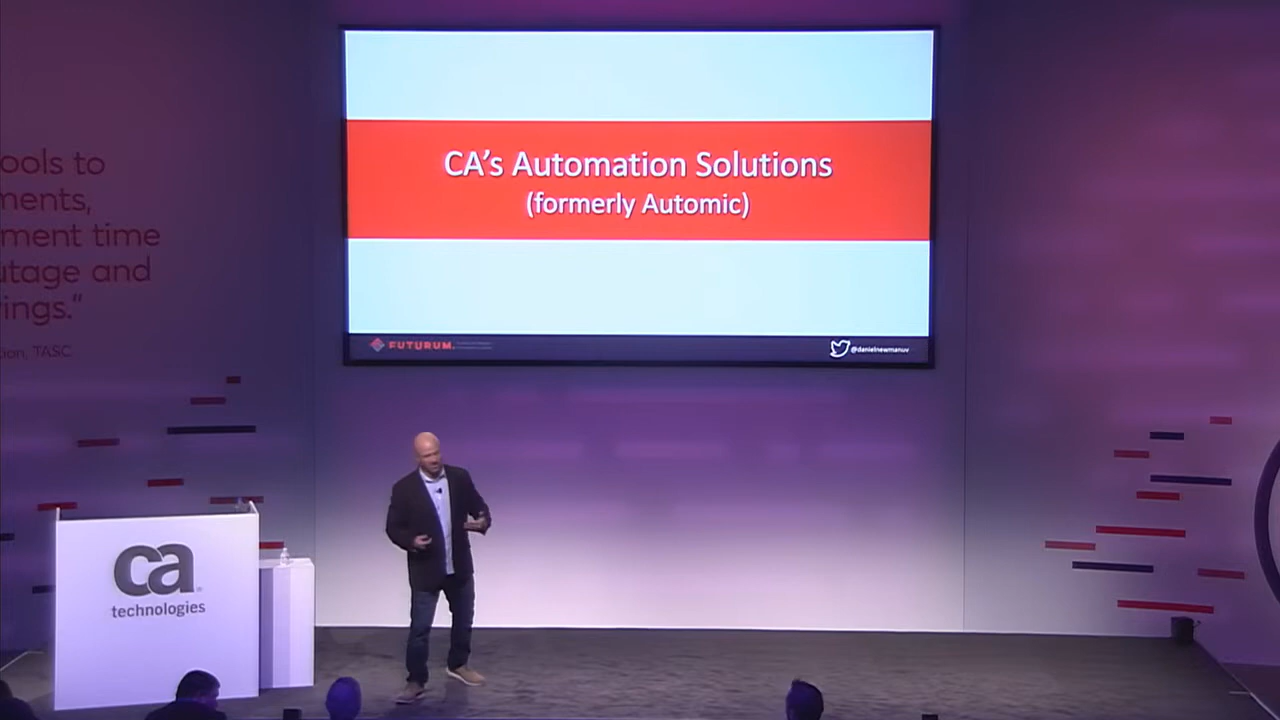 CA's Automation Solutions
(formerly Automic)
FUTURUM.
@danielnewmanuv
ools to
ments,
ment time
utage and
ings."
ion, TASC
ca
technologies